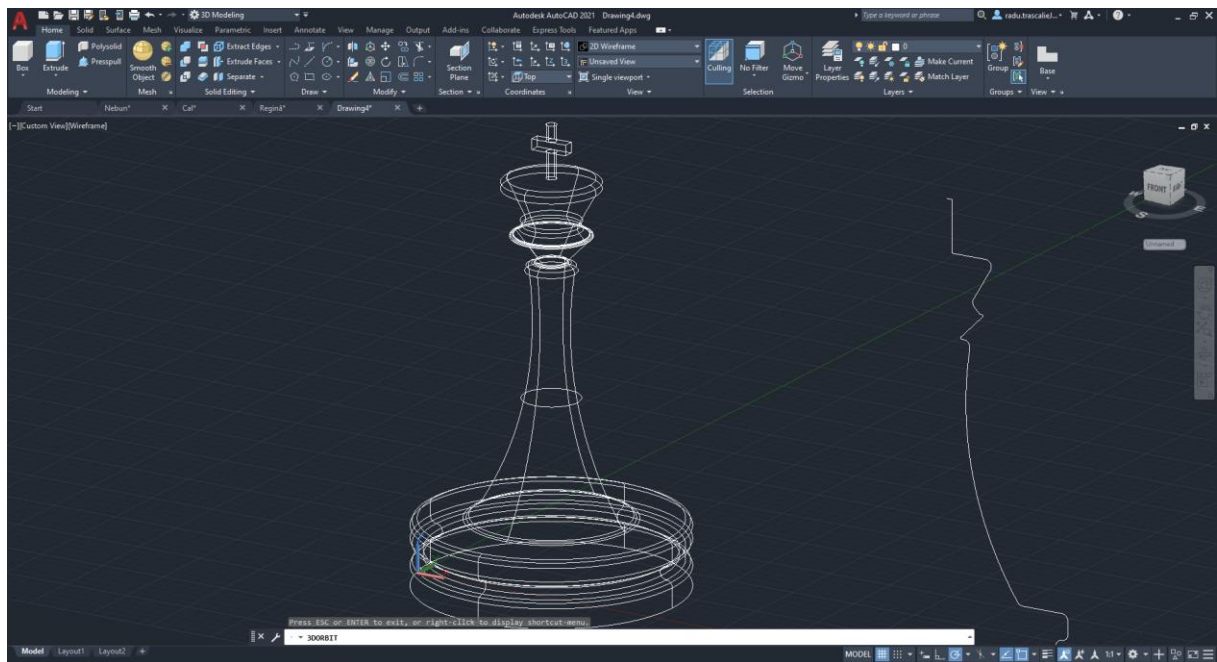 3D Modeling
Autodesk AutoCAD 2021 Drawing4.dwg
Type a keyword or phrase
radu.trascaliel...
Home Solid Surface Mesh Visualize Parametric Insert Annotate View Manage Output Add-ins Collaborate Express Tools Featured Apps
Box
Extrude
Polysolid
Presspull
Smooth Object
Extract Edges
Extrude Faces
Separate
Section Plane
Top
2D Wireframe
Unsaved View
Single viewport
Culling
No Filter
Move Gizmo
Layer Properties
0
Make Current
Match Layer
Group
Base
Modeling Mesh Solid Editing Draw Modify Section Coordinates View Selection Layers Groups View
Start Nebun* Cal* Regină* Drawing4*
[−][Custom View][Wireframe]
FRONT
S
E
Unnamed
Press ESC or ENTER to exit, or right-click to display shortcut-menu.
3DORBIT
Model Layout1 Layout2 +
MODEL 1:1